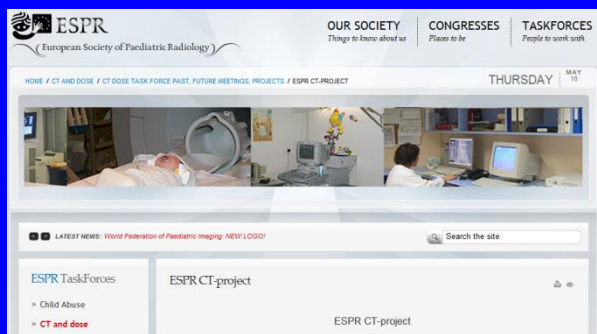 ESPR
( European Society of Paediatric Radiology )
OUR SOCIETY
Things to know about us
CONGRESSES
Places to be
TASKFORCES
People to work with
HOME / CT AND DOSE / CT DOSE TASK FORCE PAST, FUTURE MEETINGS, PROJECTS / ESPR CT-PROJECT
THURSDAY MAY 10
LATEST NEWS: World Federation of Paediatric Imaging: NEW LOGO!
Search the site
ESPR TaskForces
» Child Abuse
» CT and dose
ESPR CT-project
ESPR CT-project